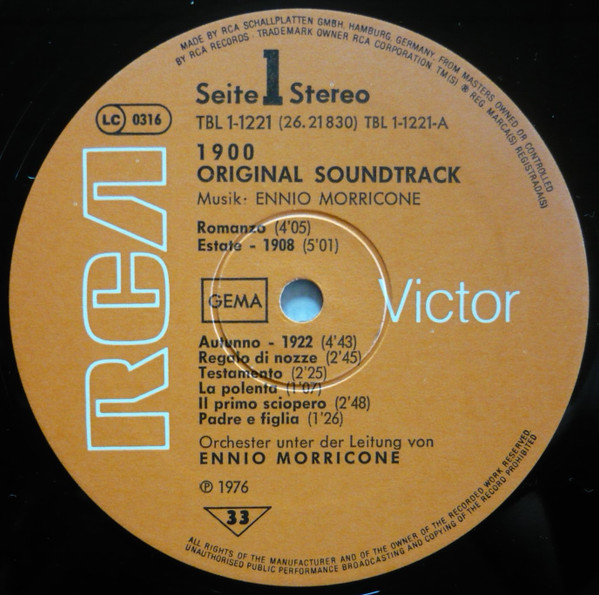 MADE BY RCA SCHALLPLATTEN GMBH, HAMBURG, GERMANY, FROM MASTERS OWNED OR CONTROLLED
BY RCA RECORDS · TRADEMARK OWNER RCA CORPORATION, TM(S) ® REG. MARCA(S) REGISTRADA(S)
Seite 1 Stereo
LC 0316
TBL 1-1221 (26.21830) TBL 1-1221-A
1900
ORIGINAL SOUNDTRACK
Musik: ENNIO MORRICONE
Romanzo (4'05)
Estate - 1908 (5'01)
RCA
GEMA
Victor
Autunno - 1922 (4'43)
Regalo di nozze (2'45)
Testamento (2'25)
La polenta (1'07)
Il primo sciopero (2'48)
Padre e figlia (1'26)
Orchester unter der Leitung von
ENNIO MORRICONE
℗ 1976
33
ALL RIGHTS OF THE MANUFACTURER AND OF THE OWNER OF THE RECORDED WORK RESERVED
UNAUTHORISED PUBLIC PERFORMANCE BROADCASTING AND COPYING OF THE RECORD PROHIBITED